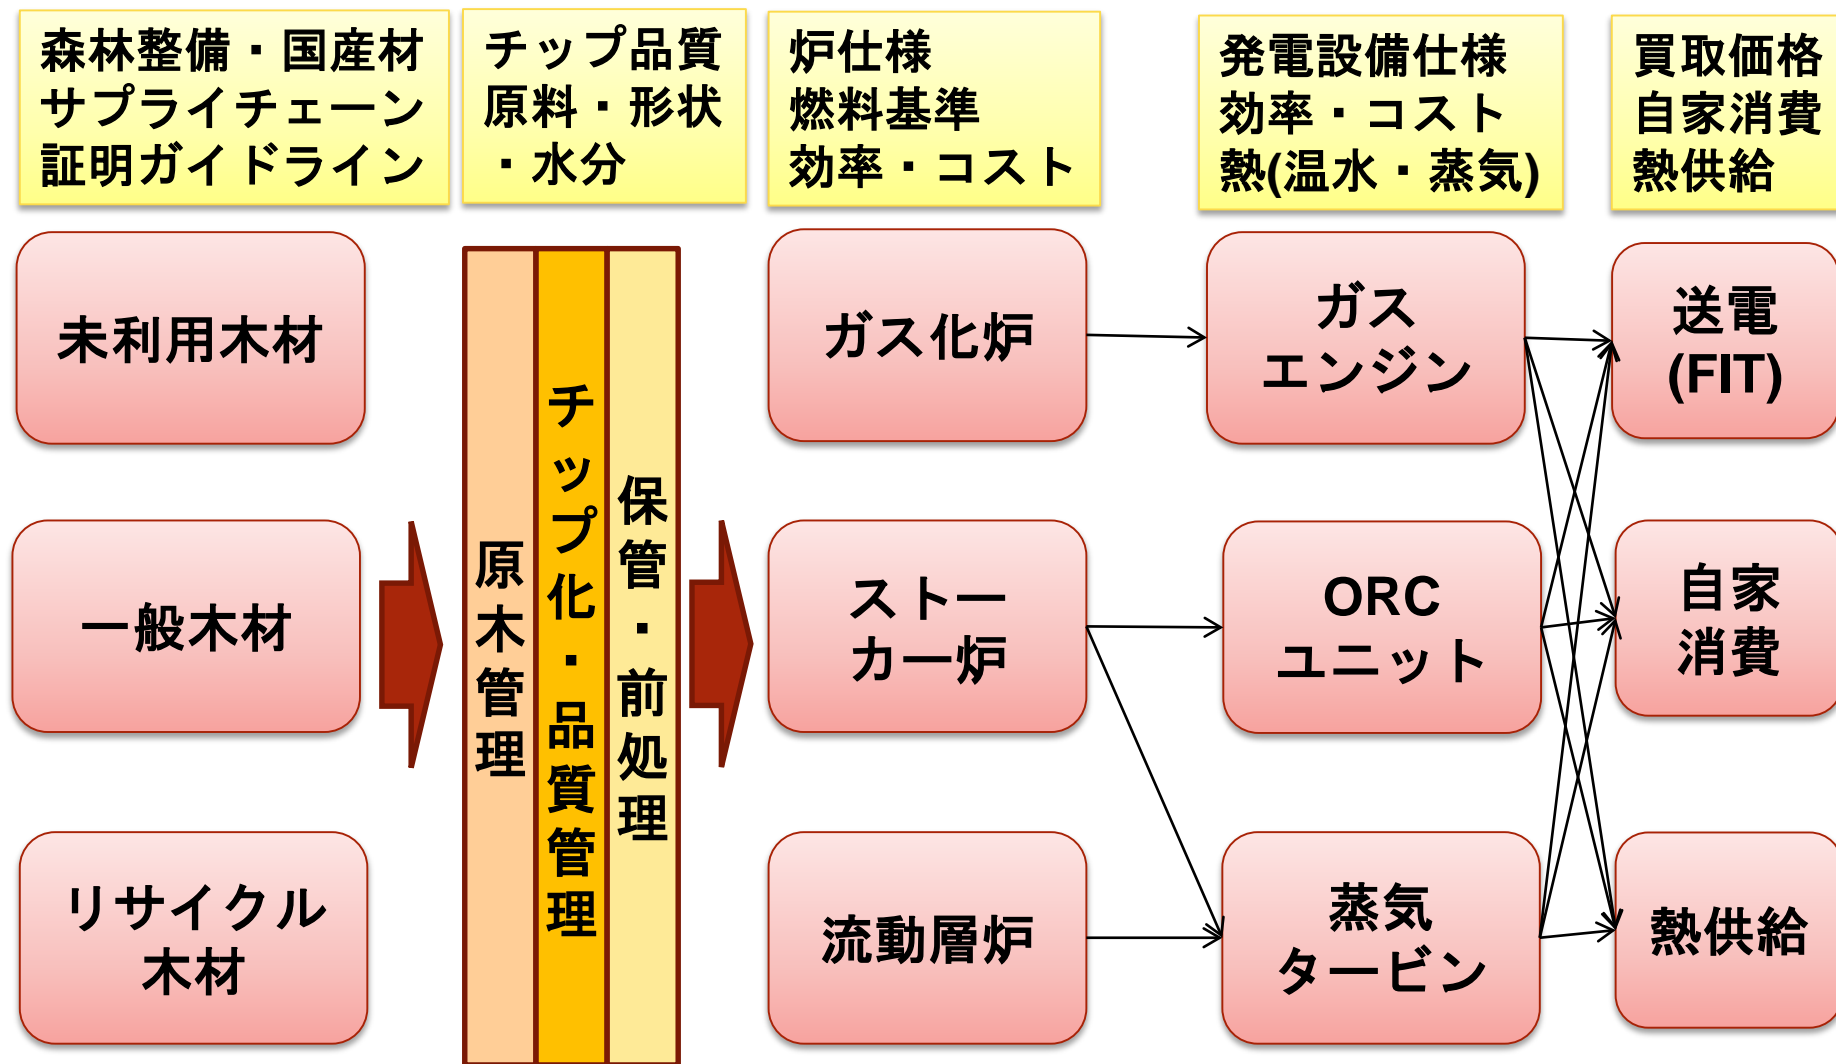 森林整備・国産材
サプライチェーン
証明ガイドライン
チップ品質
原料・形状
・水分
炉仕様
燃料基準
効率・コスト
発電設備仕様
効率・コスト
熱(温水・蒸気)
買取価格
自家消費
熱供給
未利用木材
一般木材
リサイクル
木材
原木管理
チップ化・品質管理
保管・前処理
ガス化炉
ストー
カー炉
流動層炉
ガス
エンジン
ORC
ユニット
蒸気
タービン
送電
(FIT)
自家
消費
熱供給